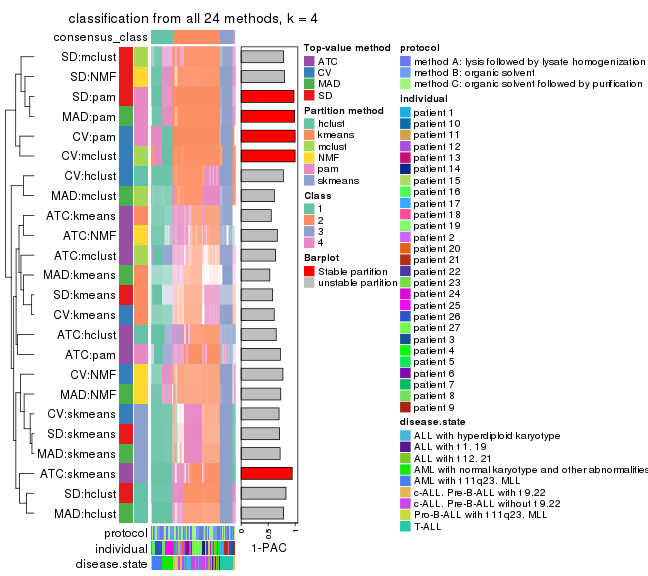 classification from all 24 methods, k = 4
consensus_class
SD:mclust
SD:NMF
SD:pam
MAD:pam
CV:pam
CV:mclust
CV:hclust
MAD:mclust
ATC:kmeans
ATC:NMF
ATC:mclust
MAD:kmeans
SD:kmeans
CV:kmeans
ATC:hclust
ATC:pam
CV:NMF
MAD:NMF
CV:skmeans
SD:skmeans
MAD:skmeans
ATC:skmeans
SD:hclust
MAD:hclust
protocol
individual
disease.state
0
0.5
1
1-PAC
Top-value method
ATC
CV
MAD
SD
Partition method
hclust
kmeans
mclust
NMF
pam
skmeans
Class
1
2
3
4
Barplot
Stable partition
unstable partition
protocol
method A: lysis followed by lysate homogenization
method B: organic solvent
method C: organic solvent followed by purification
individual
patient 1
patient 10
patient 11
patient 12
patient 13
patient 14
patient 15
patient 16
patient 17
patient 18
patient 19
patient 2
patient 20
patient 21
patient 22
patient 23
patient 24
patient 25
patient 26
patient 27
patient 3
patient 4
patient 5
patient 6
patient 7
patient 8
patient 9
disease.state
ALL with hyperdiploid karyotype
ALL with t1. 19
ALL with t12. 21
AML with normal karyotype and other abnormalities
AML with t11q23. MLL
c-ALL. Pre-B-ALL with t9.22
c-ALL. Pre-B-ALL without t9.22
Pro-B-ALL with t11q23. MLL
T-ALL